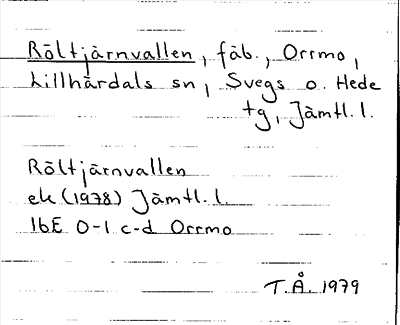 Röltjärnvallen, fäb., Orrmo,
Lillhärdals sn, Svegs o. Hede
tg, Jämtl. l.
Röltjärnvallen
ek (1978) Jämtl. l.
16E 0-1 c-d Orrmo
T.Å. 1979